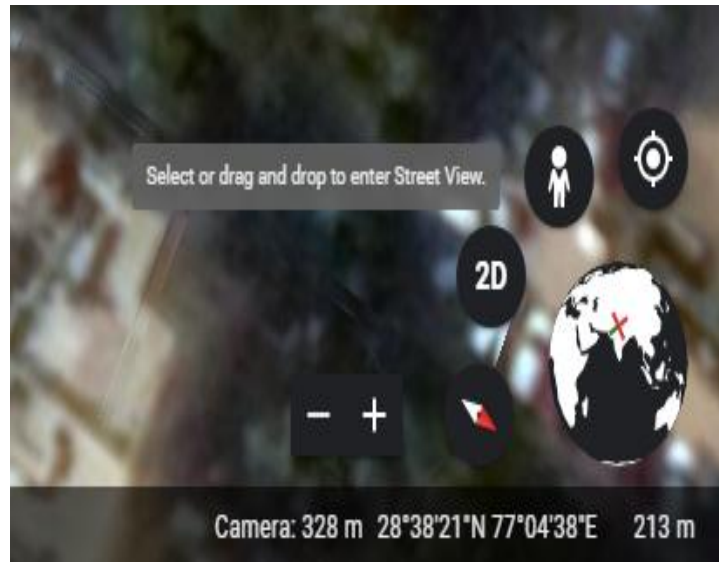 Select or drag and drop to enter Street View.
2D
− +
Camera: 328 m 28°38'21"N 77°04'38"E 213 m